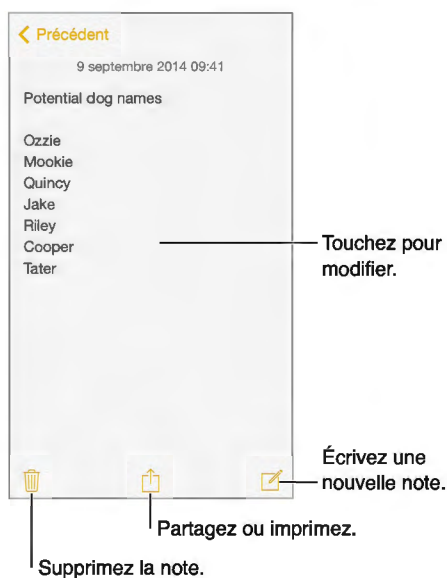 Précédent
9 septembre 2014 09:41
Potential dog names
Ozzie
Mookie
Quincy
Jake
Riley
Cooper
Tater
Touchez pour
modifier.
Écrivez une
nouvelle note.
Partagez ou imprimez.
Supprimez la note.